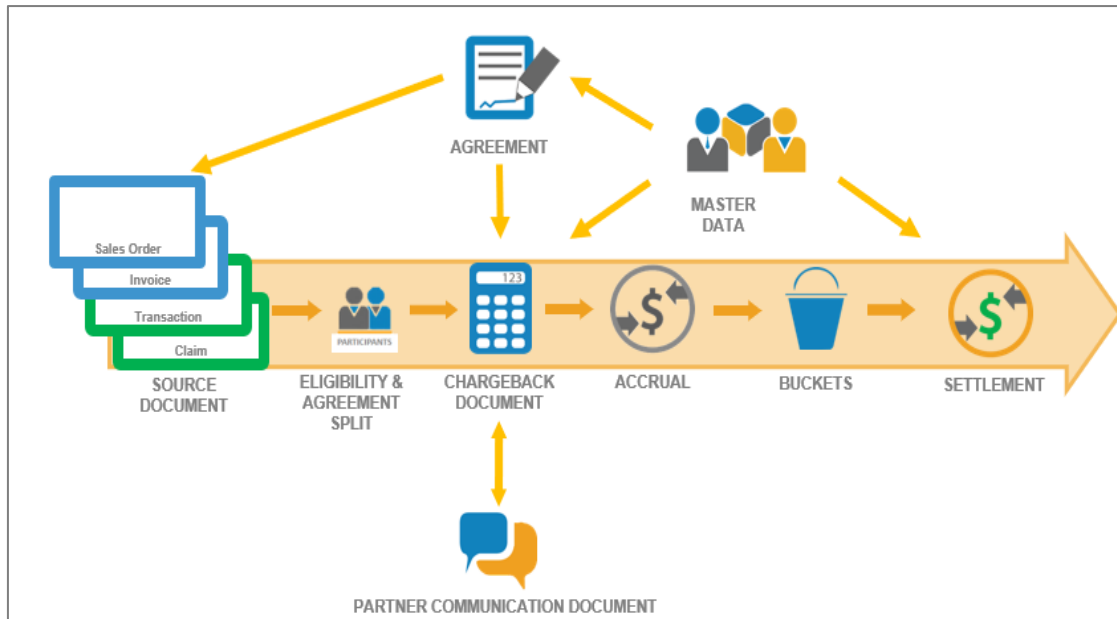 AGREEMENT
MASTER
DATA
Sales Order
Invoice
Transaction
Claim
SOURCE
DOCUMENT
PARTICIPANTS
ELIGIBILITY &
AGREEMENT
SPLIT
123
CHARGEBACK
DOCUMENT
$
ACCRUAL
BUCKETS
$
SETTLEMENT
PARTNER COMMUNICATION DOCUMENT